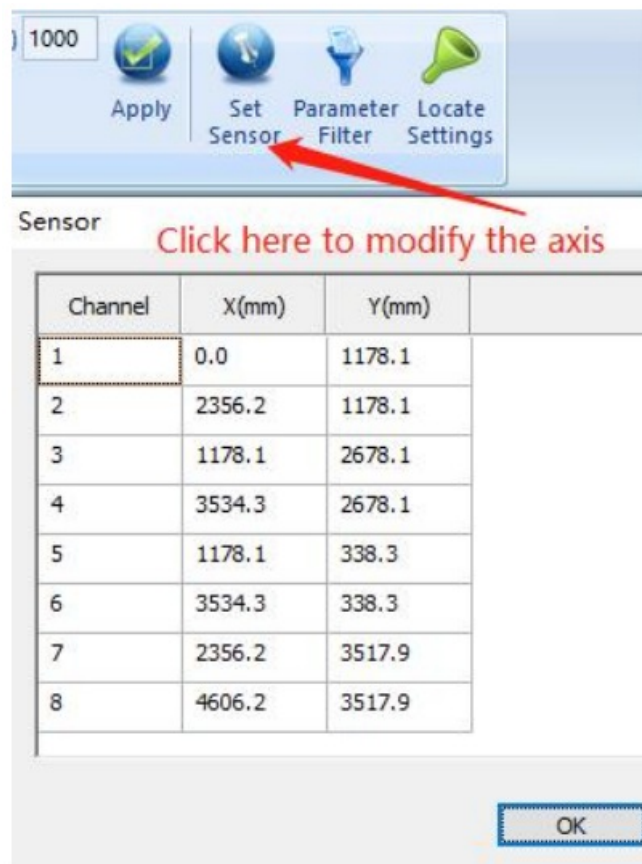 ) 1000
Apply
Set Parameter Locate
Sensor Filter Settings
Sensor
Click here to modify the axis
Channel X(mm) Y(mm)
1 0.0 1178.1
2 2356.2 1178.1
3 1178.1 2678.1
4 3534.3 2678.1
5 1178.1 338.3
6 3534.3 338.3
7 2356.2 3517.9
8 4606.2 3517.9
OK